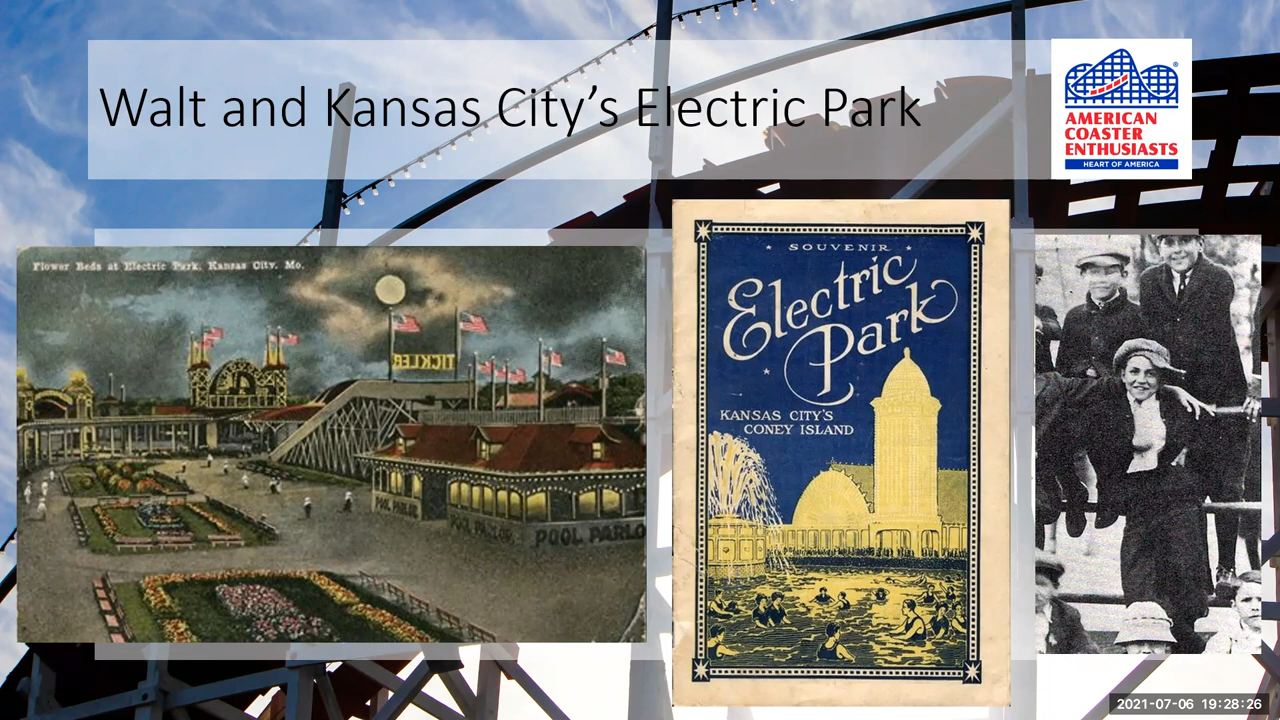 Walt and Kansas City's Electric Park
AMERICAN
COASTER
ENTHUSIASTS
®
HEART OF AMERICA
Flower Beds at Electric Park, Kansas City, Mo.
TICKLER
POOL PARLOR
POOL PARLOR
POOL PARLO
SOUVENIR
Electric
Park
KANSAS CITY'S
CONEY ISLAND
2021-07-06 19:28:26